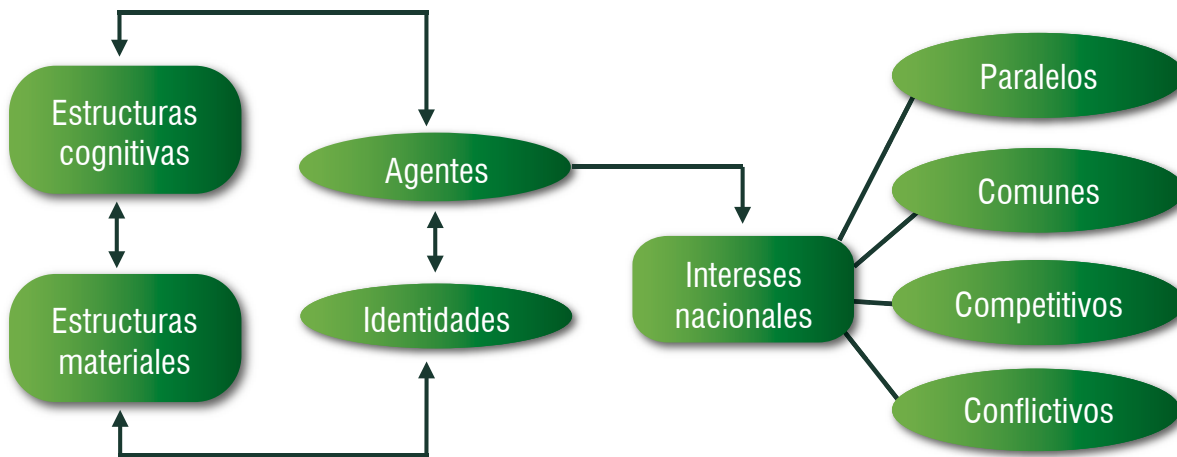 Estructuras
cognitivas
Estructuras
materiales
Agentes
Identidades
Intereses
nacionales
Paralelos
Comunes
Competitivos
Conflictivos